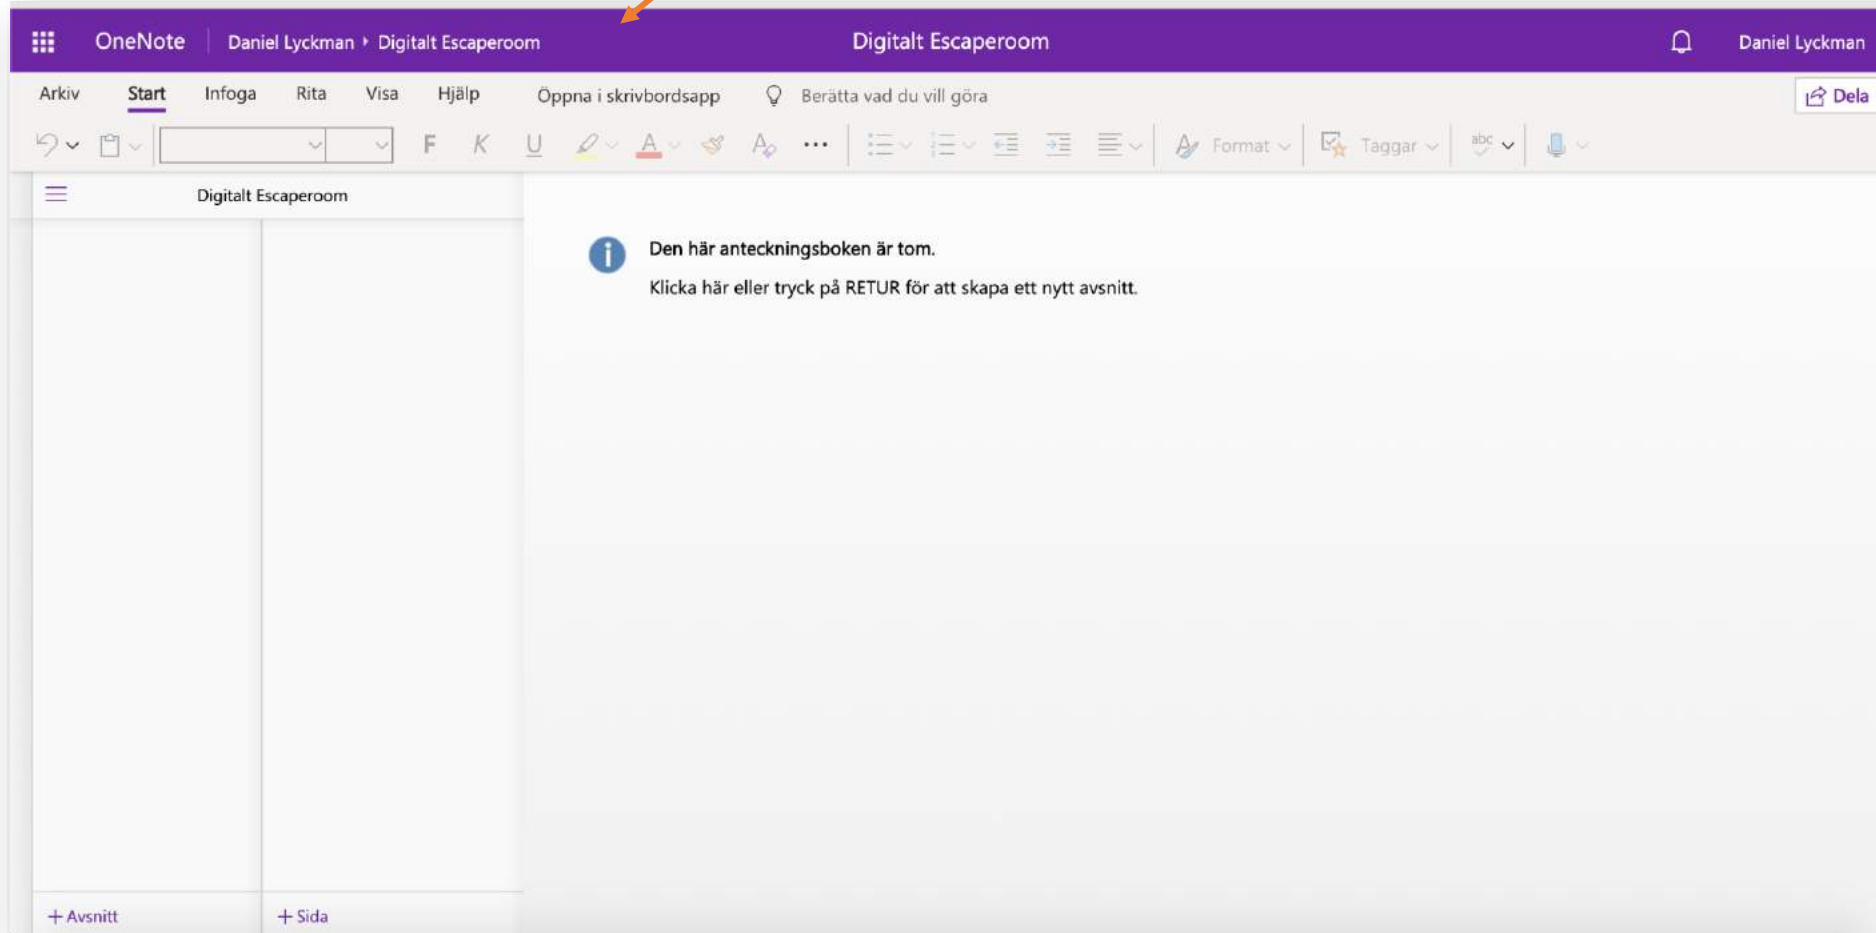 OneNote Daniel Lyckman Digitalt Escaperoom Digitalt Escaperoom Daniel Lyckman
Arkiv Start Infoga Rita Visa Hjälp Öppna i skrivbordsapp Berätta vad du vill göra Dela
F K U A A Format Taggar abc
Digitalt Escaperoom
Den här anteckningsboken är tom.
Klicka här eller tryck på RETUR för att skapa ett nytt avsnitt.
+ Avsnitt + Sida